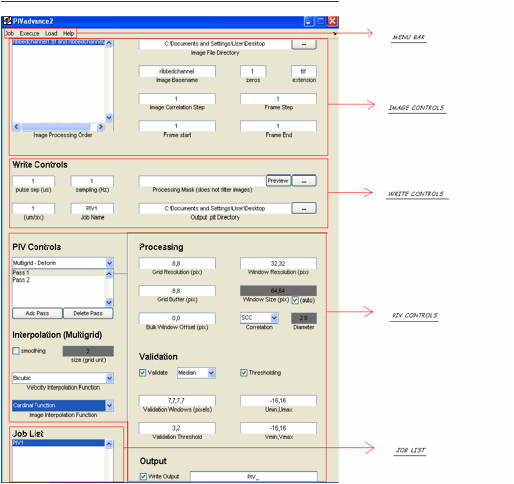 PIVadvance2
Job Execute Load Help
MENU BAR
C:\Documents and Settings\User\Desktop ...
Image File Directory
ribbedchannel 1 tif
Image Basename zeros extension
1 1
Image Correlation Step Frame Step
IMAGE CONTROLS
1 1
Image Processing Order Frame start Frame End
Write Controls
1 1 Preview ...
pulse sep (us) sampling (Hz) Processing Mask (does not filter images)
WRITE CONTROLS
1 PIV1 C:\Documents and Settings\User\Desktop ...
(um/pix) Job Name Output .plt Directory
PIV Controls Processing
Multigrid - Deform 8,8 32,32
Pass 1 Grid Resolution (pix) Window Resolution (pix)
Pass 2
8,8 64,64
Grid Buffer (pix) Window Size (pix) (auto)
Add Pass Delete Pass 0,0 SCC 2.8
Bulk Window Offset (pix) Correlation Diameter
PIV CONTROLS
Interpolation (Multigrid)
smoothing 2
size (grid unit)
Validation
Validate Median Thresholding
Bicubic
Velocity Interpolation Function
7,7,7,7 -16,16
Cardinal Function Validation Windows (pixels) Umin,Umax
Image Interpolation Function
3,2 -16,16
Job List Validation Threshold Vmin,Vmax
PIV1
JOB LIST
Output
Write Output PIV_